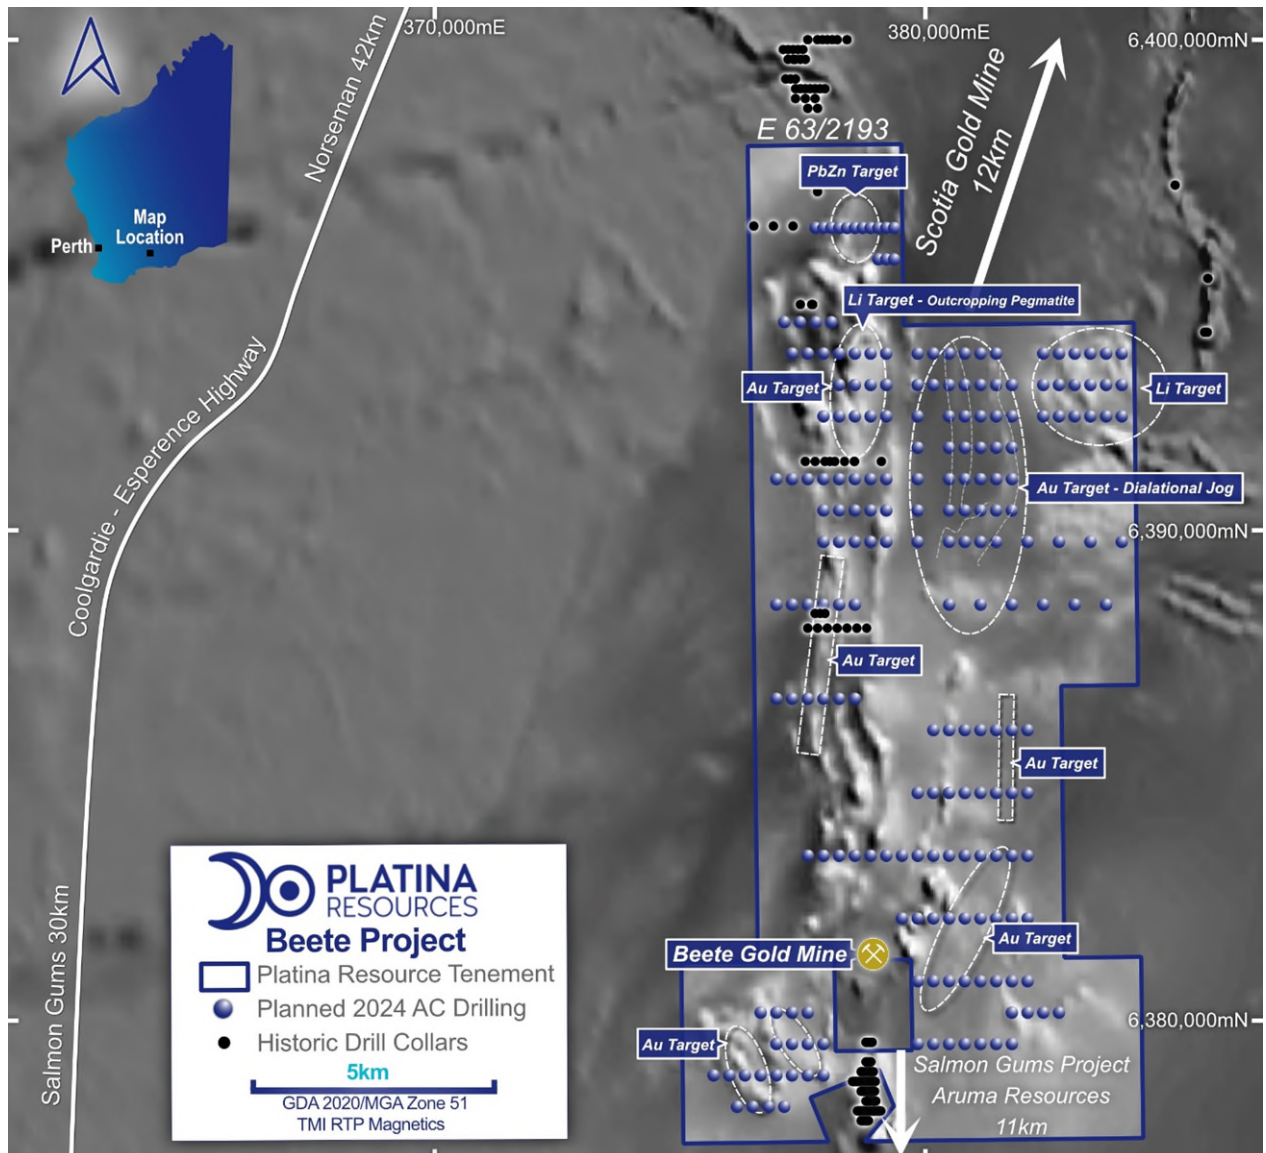 370,000mE
380,000mE
6,400,000mN
Norseman 42km
Scotia Gold Mine
12km
E 63/2193
PbZn Target
Map
Location
Perth
Li Target - Outcropping Pegmatite
Au Target
Li Target
Coolgardie - Esperence Highway
Au Target - Dialational Jog
6,390,000mN
Au Target
Au Target
Salmon Gums 30km
Au Target
Beete Gold Mine
6,380,000mN
Au Target
Salmon Gums Project
Aruma Resources
11km
PLATINA
RESOURCES
Beete Project
Platina Resource Tenement
Planned 2024 AC Drilling
Historic Drill Collars
5km
GDA 2020/MGA Zone 51
TMI RTP Magnetics